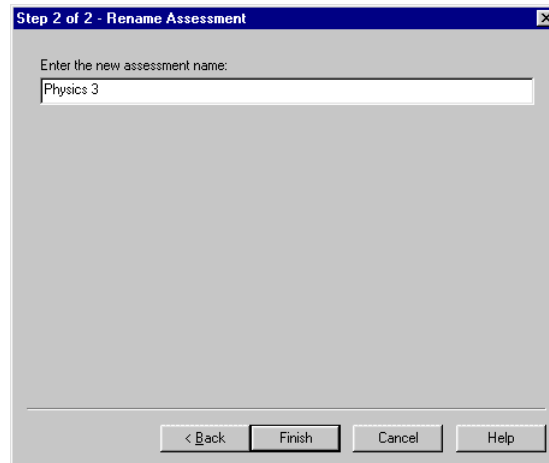 Step 2 of 2 - Rename Assessment
Enter the new assessment name:
Physics 3
< Back Finish Cancel Help